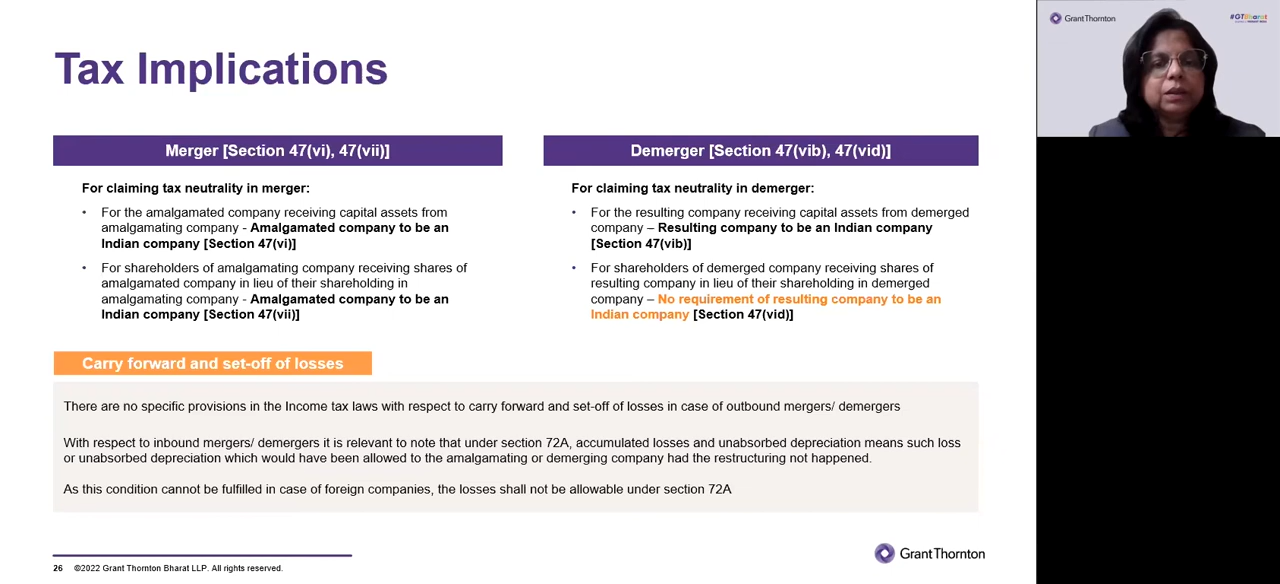 Tax Implications
Merger [Section 47(vi), 47(vii)]
For claiming tax neutrality in merger:
• For the amalgamated company receiving capital assets from
amalgamating company - Amalgamated company to be an
Indian company [Section 47(vi)]
• For shareholders of amalgamating company receiving shares of
amalgamated company in lieu of their shareholding in
amalgamating company - Amalgamated company to be an
Indian company [Section 47(vii)]
Demerger [Section 47(vib), 47(vid)]
For claiming tax neutrality in demerger:
• For the resulting company receiving capital assets from demerged
company – Resulting company to be an Indian company
[Section 47(vib)]
• For shareholders of demerged company receiving shares of
resulting company in lieu of their shareholding in demerged
company – No requirement of resulting company to be an
Indian company [Section 47(vid)]
Carry forward and set-off of losses
There are no specific provisions in the Income tax laws with respect to carry forward and set-off of losses in case of outbound mergers/ demergers
With respect to inbound mergers/ demergers it is relevant to note that under section 72A, accumulated losses and unabsorbed depreciation means such loss
or unabsorbed depreciation which would have been allowed to the amalgamating or demerging company had the restructuring not happened.
As this condition cannot be fulfilled in case of foreign companies, the losses shall not be allowable under section 72A
26 ©2022 Grant Thornton Bharat LLP. All rights reserved.
GrantThornton
GrantThornton
#GTBharat